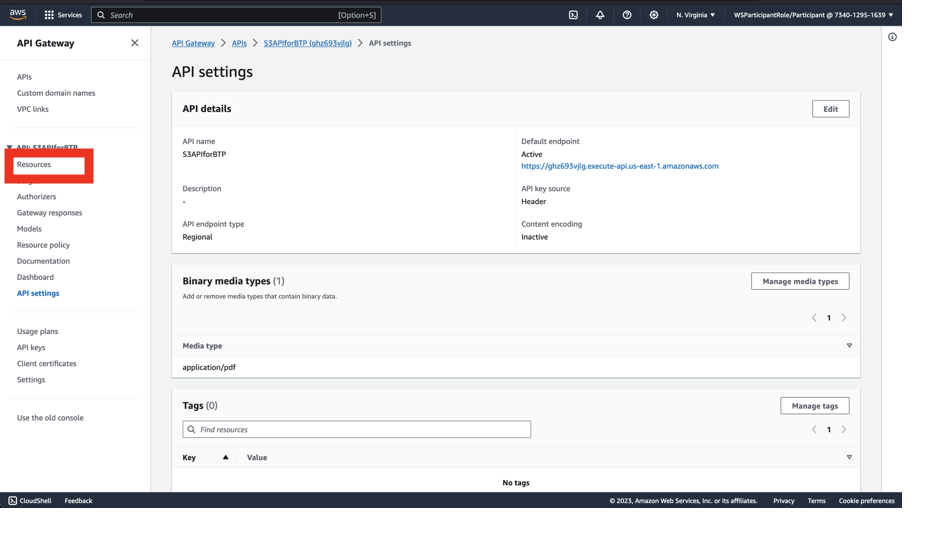 aws
Services
Search
[Option+S]
N. Virginia ▼
WSParticipantRole/Participant @ 7340-1295-1639 ▼
API Gateway
APIs
Custom domain names
VPC links
API: S3APIforBTP
Resources
Authorizers
Gateway responses
Models
Resource policy
Documentation
Dashboard
API settings
Usage plans
API keys
Client certificates
Settings
Use the old console
API Gateway > APIs > S3APIforBTP (ghz693vjlg) > API settings
API settings
API details
Edit
API name
S3APIforBTP
Description
-
API endpoint type
Regional
Default endpoint
Active
https://ghz693vjlg.execute-api.us-east-1.amazonaws.com
API key source
Header
Content encoding
Inactive
Binary media types (1)
Manage media types
Add or remove media types that contain binary data.
1
Media type
application/pdf
Tags (0)
Manage tags
Find resources
1
Key
Value
No tags
CloudShell
Feedback
© 2023, Amazon Web Services, Inc. or its affiliates.
Privacy
Terms
Cookie preferences